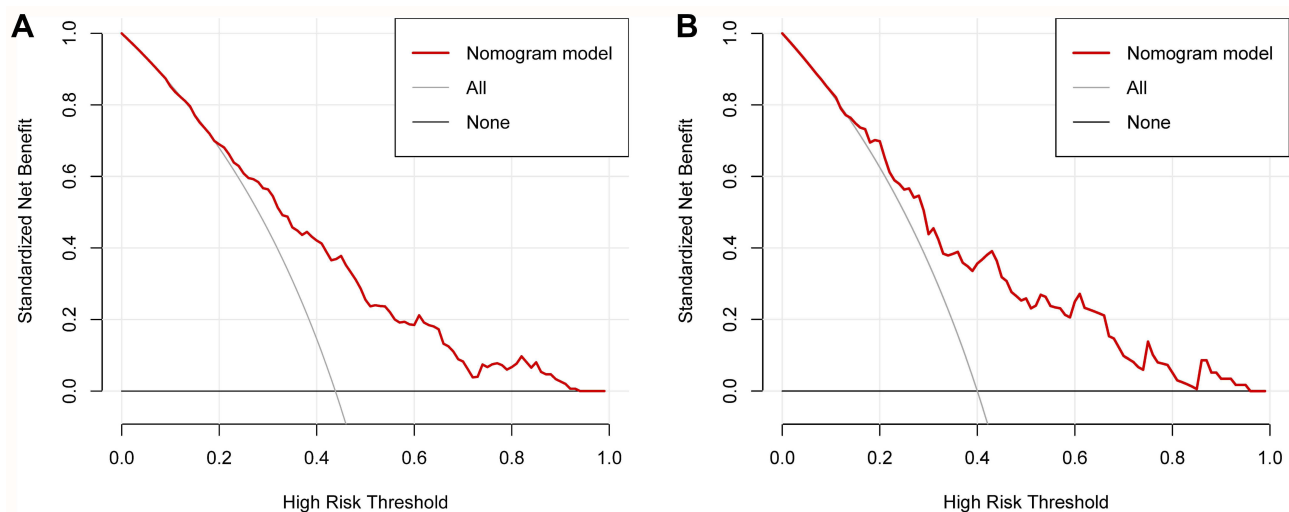 A
Nomogram model
All
None
Standardized Net Benefit
1.0
0.8
0.6
0.4
0.2
0.0
0.0 0.2 0.4 0.6 0.8 1.0
High Risk Threshold
B
Nomogram model
All
None
Standardized Net Benefit
1.0
0.8
0.6
0.4
0.2
0.0
0.0 0.2 0.4 0.6 0.8 1.0
High Risk Threshold